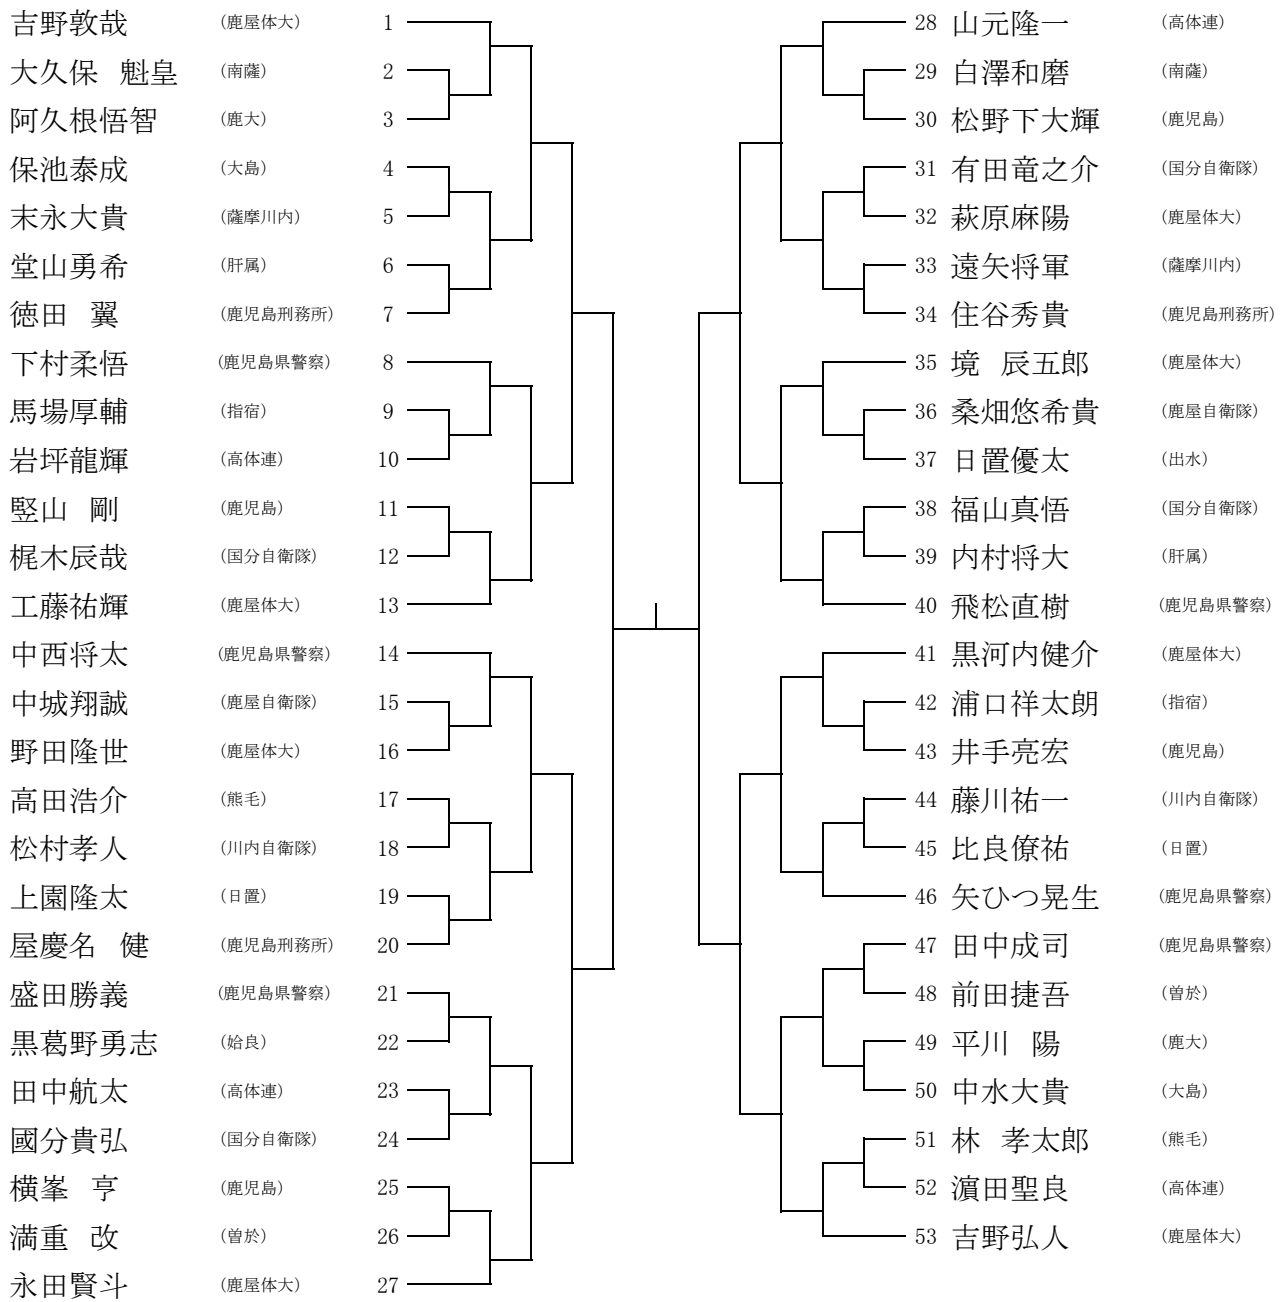 吉野敦哉 (鹿屋体大) 1
大久保 魁皇 (南薩) 2
阿久根悟智 (鹿大) 3
保池泰成 (大島) 4
末永大貴 (薩摩川内) 5
堂山勇希 (肝属) 6
徳田 翼 (鹿児島刑務所) 7
下村柔悟 (鹿児島県警察) 8
馬場厚輔 (指宿) 9
岩坪龍輝 (高体連) 10
竪山 剛 (鹿児島) 11
梶木辰哉 (国分自衛隊) 12
工藤祐輝 (鹿屋体大) 13
中西将太 (鹿児島県警察) 14
中城翔誠 (鹿屋自衛隊) 15
野田隆世 (鹿屋体大) 16
高田浩介 (熊毛) 17
松村孝人 (川内自衛隊) 18
上園隆太 (日置) 19
屋慶名 健 (鹿児島刑務所) 20
盛田勝義 (鹿児島県警察) 21
黒葛野勇志 (姶良) 22
田中航太 (高体連) 23
國分貴弘 (国分自衛隊) 24
横峯 亨 (鹿児島) 25
満重 改 (曽於) 26
永田賢斗 (鹿屋体大) 27
28 山元隆一 (高体連)
29 白澤和磨 (南薩)
30 松野下大輝 (鹿児島)
31 有田竜之介 (国分自衛隊)
32 萩原麻陽 (鹿屋体大)
33 遠矢将軍 (薩摩川内)
34 住谷秀貴 (鹿児島刑務所)
35 境 辰五郎 (鹿屋体大)
36 桑畑悠希貴 (鹿屋自衛隊)
37 日置優太 (出水)
38 福山真悟 (国分自衛隊)
39 内村将大 (肝属)
40 飛松直樹 (鹿児島県警察)
41 黒河内健介 (鹿屋体大)
42 浦口祥太朗 (指宿)
43 井手亮宏 (鹿児島)
44 藤川祐一 (川内自衛隊)
45 比良僚祐 (日置)
46 矢ひつ晃生 (鹿児島県警察)
47 田中成司 (鹿児島県警察)
48 前田捷吾 (曽於)
49 平川 陽 (鹿大)
50 中水大貴 (大島)
51 林 孝太郎 (熊毛)
52 濵田聖良 (高体連)
53 吉野弘人 (鹿屋体大)